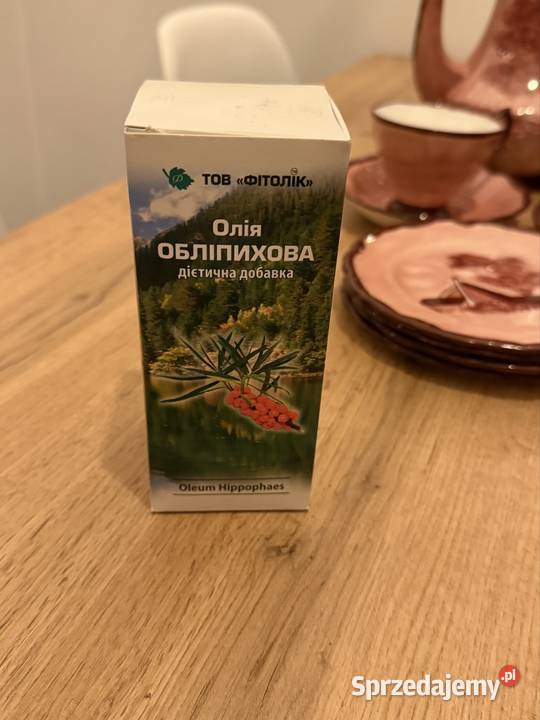 ТОВ «ФІТОЛІК»
Олія
ОБЛІПИХОВА
дієтична добавка
Oleum Hippophaes
Sprzedajemy.pl